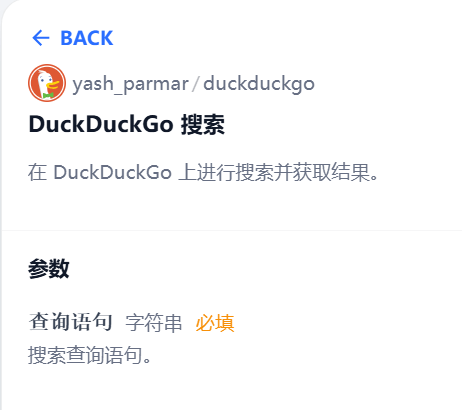 ← BACK
yash_parmar / duckduckgo
DuckDuckGo 搜索
在 DuckDuckGo 上进行搜索并获取结果。
参数
查询语句 字符串 必填
搜索查询语句。